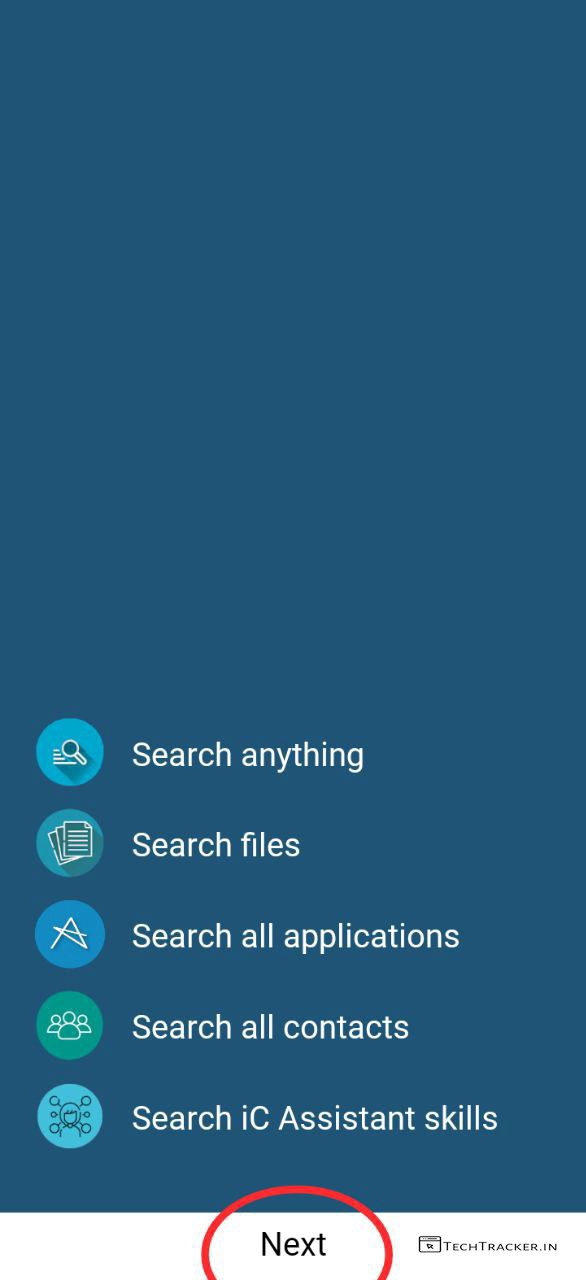 Search anything
Search files
Search all applications
Search all contacts
Search iC Assistant skills
Next
TechTracker.in